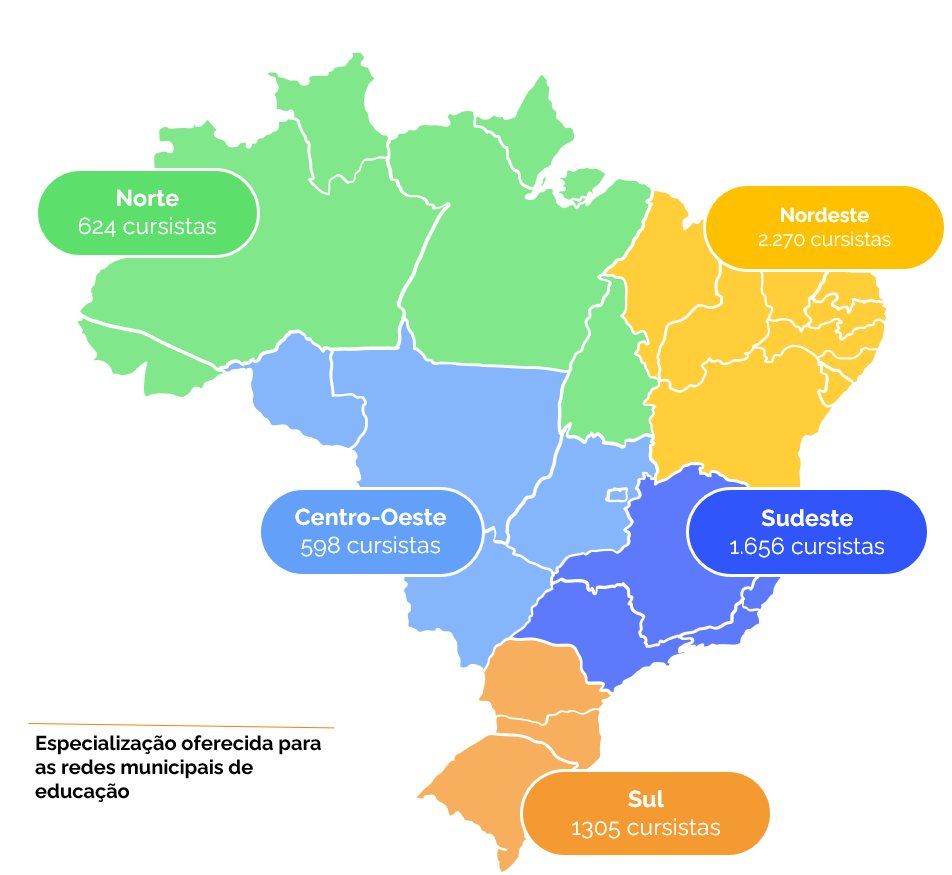 Norte
624 cursistas
Nordeste
2.270 cursistas
Centro-Oeste
598 cursistas
Sudeste
1.656 cursistas
Especialização oferecida para
as redes municipais de
educação
Sul
1305 cursistas